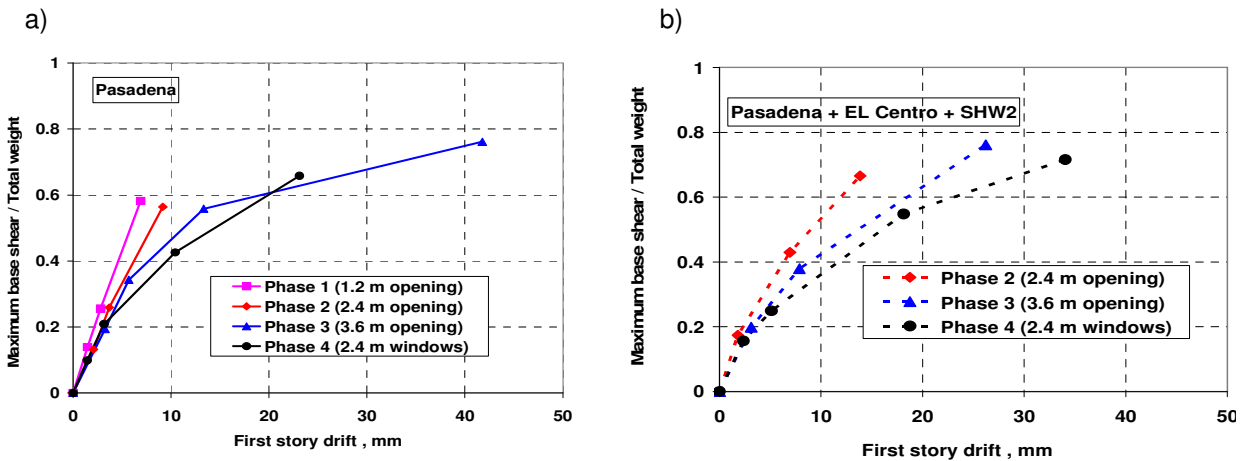 a)
Maximum base shear / Total weight
1
0.8
0.6
0.4
0.2
0
Pasadena
Phase 1 (1.2 m opening)
Phase 2 (2.4 m opening)
Phase 3 (3.6 m opening)
Phase 4 (2.4 m windows)
0 10 20 30 40 50
First story drift , mm
b)
Maximum base shear / Total weight
1
0.8
0.6
0.4
0.2
0
Pasadena + EL Centro + SHW2
Phase 2 (2.4 m opening)
Phase 3 (3.6 m opening)
Phase 4 (2.4 m windows)
0 10 20 30 40 50
First story drift , mm